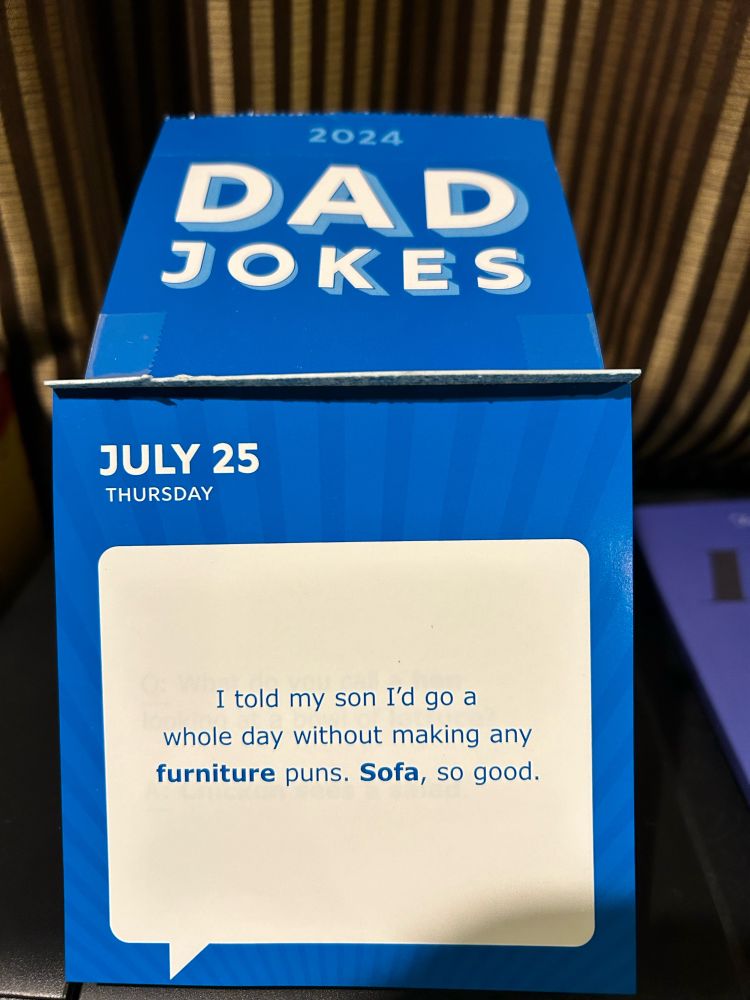 2024
DAD
JOKES
JULY 25
THURSDAY
I told my son I’d go a
whole day without making any
furniture puns. Sofa, so good.